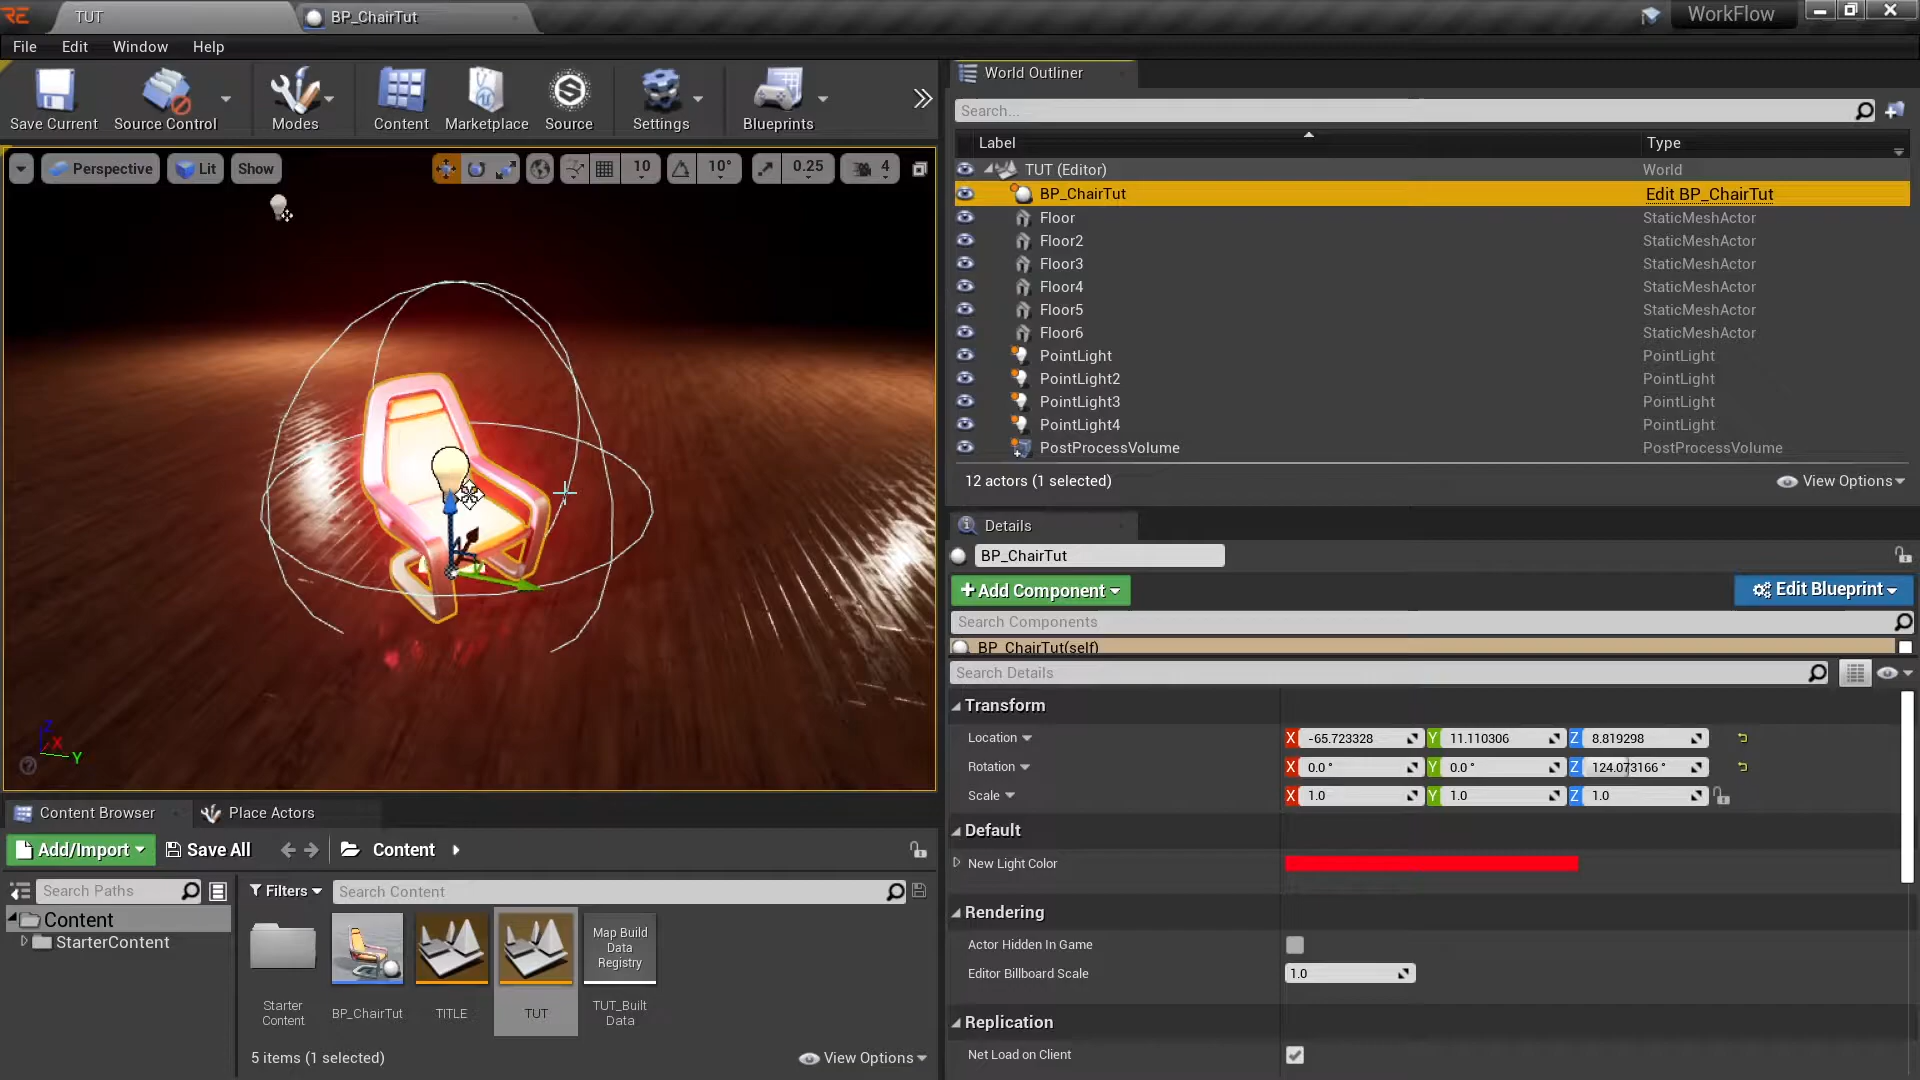 TUT
BP_ChairTut
WorkFlow
File Edit Window Help
Save Current Source Control Modes Content Marketplace Source Settings Blueprints
Perspective Lit Show 10 10° 0.25 4
World Outliner
Search...
Label Type
TUT (Editor) World
BP_ChairTut Edit BP_ChairTut
Floor StaticMeshActor
Floor2 StaticMeshActor
Floor3 StaticMeshActor
Floor4 StaticMeshActor
Floor5 StaticMeshActor
Floor6 StaticMeshActor
PointLight PointLight
PointLight2 PointLight
PointLight3 PointLight
PointLight4 PointLight
PostProcessVolume PostProcessVolume
12 actors (1 selected) View Options
Details
BP_ChairTut
+ Add Component Edit Blueprint
Search Components
BP_ChairTut(self)
Search Details
Transform
Location X -65.723328 Y 11.110306 Z 8.819298
Rotation X 0.0 ° Y 0.0 ° Z 124.073166 °
Scale X 1.0 Y 1.0 Z 1.0
Default
New Light Color
Rendering
Actor Hidden In Game
Editor Billboard Scale 1.0
Replication
Net Load on Client
Z X Y
Content Browser Place Actors
Add/Import Save All Content
Search Paths Filters Search Content
Content
StarterContent
Map Build
Data
Registry
Starter
Content
BP_ChairTut
TITLE
TUT
TUT_Built
Data
5 items (1 selected) View Options